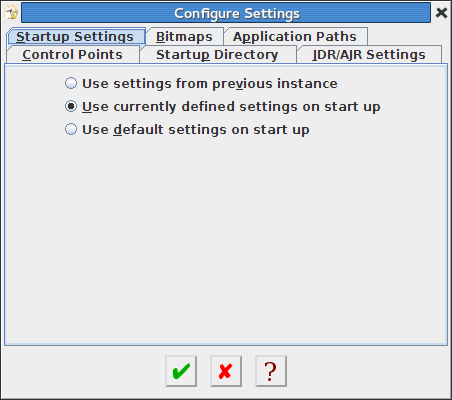 Configure Settings
Startup Settings Bitmaps Application Paths
Control Points Startup Directory JDR/AJR Settings
Use settings from previous instance
Use currently defined settings on start up
Use default settings on start up
?